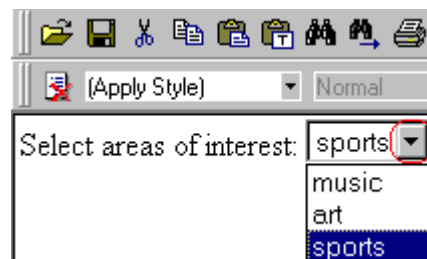 (Apply Style) Normal
Select areas of interest: sports
music
art
sports